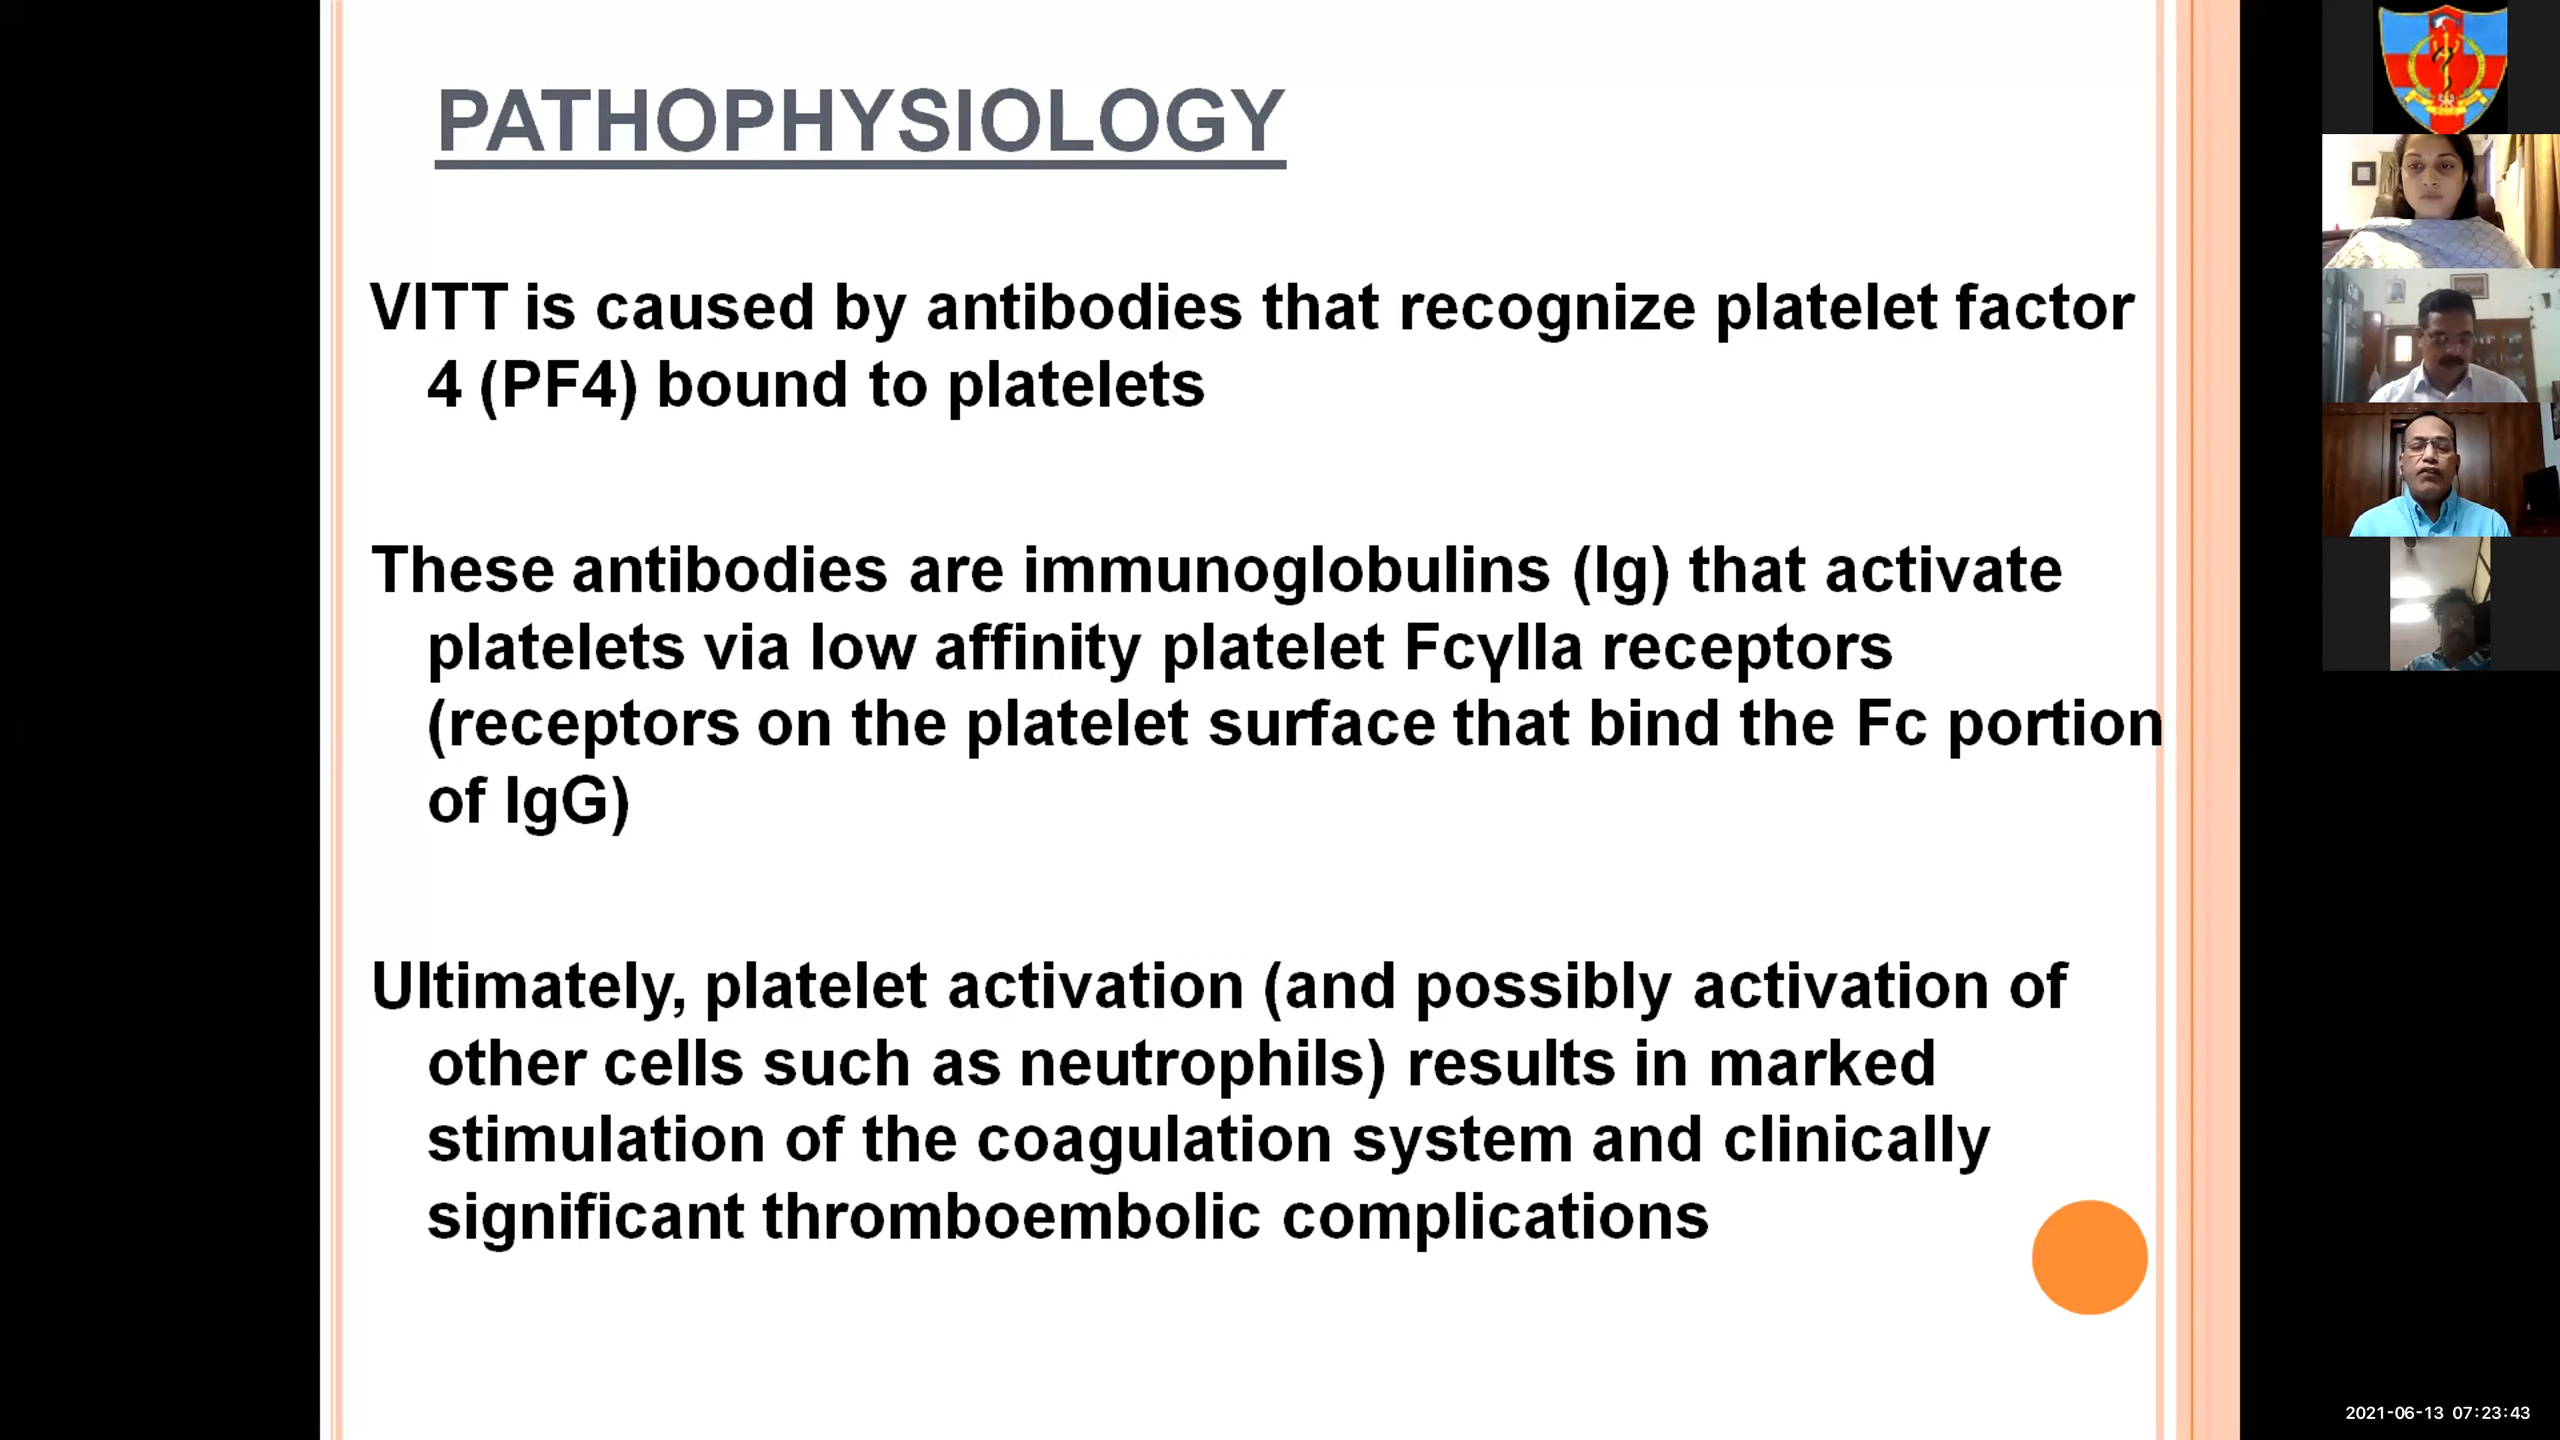 PATHOPHYSIOLOGY
VITT is caused by antibodies that recognize platelet factor
4 (PF4) bound to platelets
These antibodies are immunoglobulins (Ig) that activate
platelets via low affinity platelet FcγIIa receptors
(receptors on the platelet surface that bind the Fc portion
of IgG)
Ultimately, platelet activation (and possibly activation of
other cells such as neutrophils) results in marked
stimulation of the coagulation system and clinically
significant thromboembolic complications
2021-06-13 07:23:43